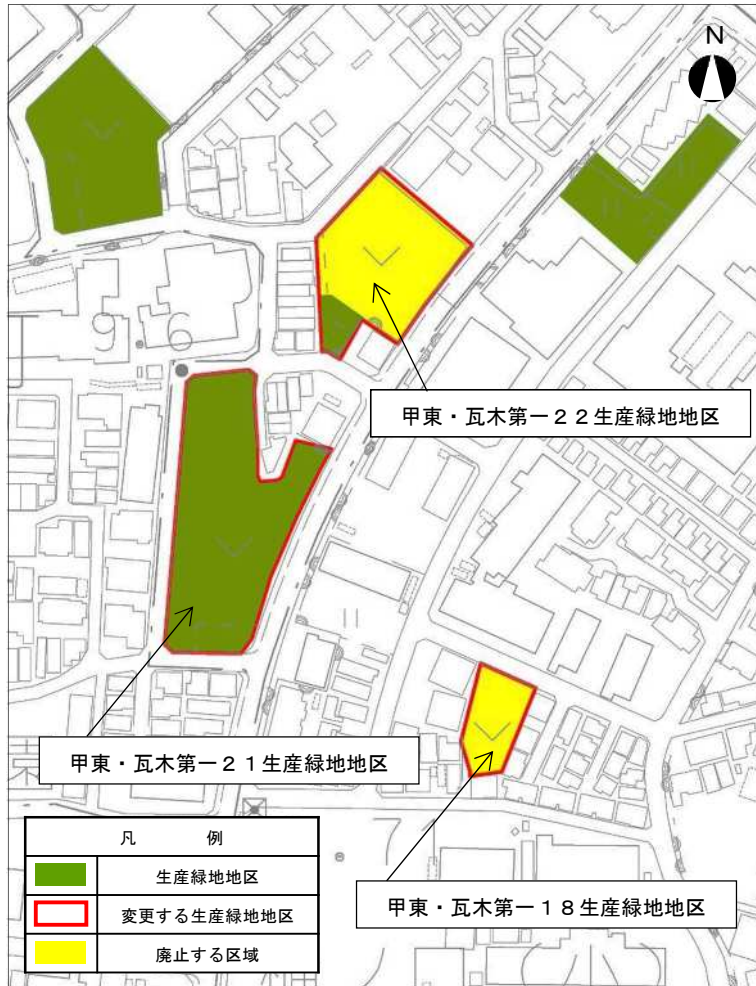 N
甲東・瓦木第一２２生産緑地地区
甲東・瓦木第一２１生産緑地地区
甲東・瓦木第一１８生産緑地地区
凡　例
生産緑地地区
変更する生産緑地地区
廃止する区域